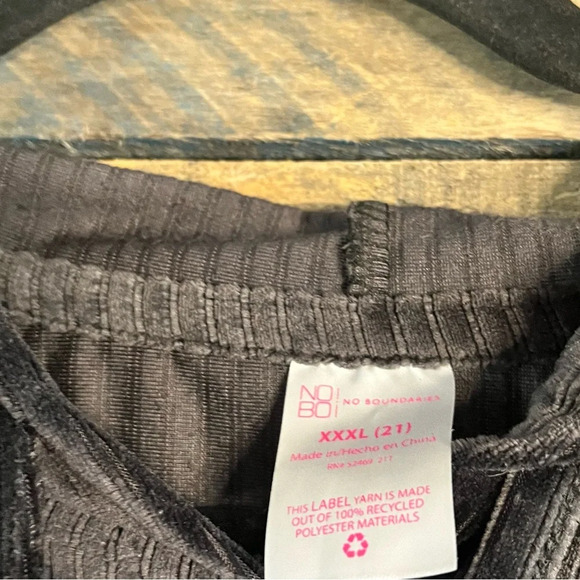 NO
BO
NO BOUNDARIES
XXXL (21)
Made in/Hecho en China
THIS LABEL YARN IS MADE
OUT OF 100% RECYCLED
POLYESTER MATERIALS